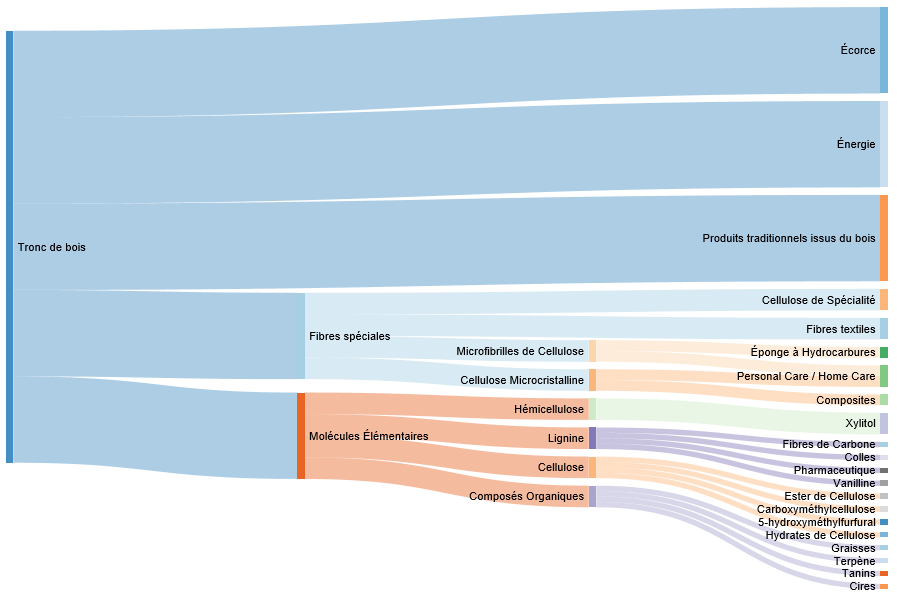 Écorce
Énergie
Produits traditionnels issus du bois
Tronc de bois
Cellulose de Spécialité
Fibres textiles
Fibres spéciales
Microfibrilles de Cellulose
Éponge à Hydrocarbures
Cellulose Microcristalline
Personal Care / Home Care
Composites
Hémicellulose
Xylitol
Molécules Élémentaires
Lignine
Fibres de Carbone
Colles
Cellulose
Pharmaceutique
Vanilline
Composés Organiques
Ester de Cellulose
Carboxyméthylcellulose
5-hydroxyméthylfurfural
Hydrates de Cellulose
Graisses
Terpène
Tanins
Cires